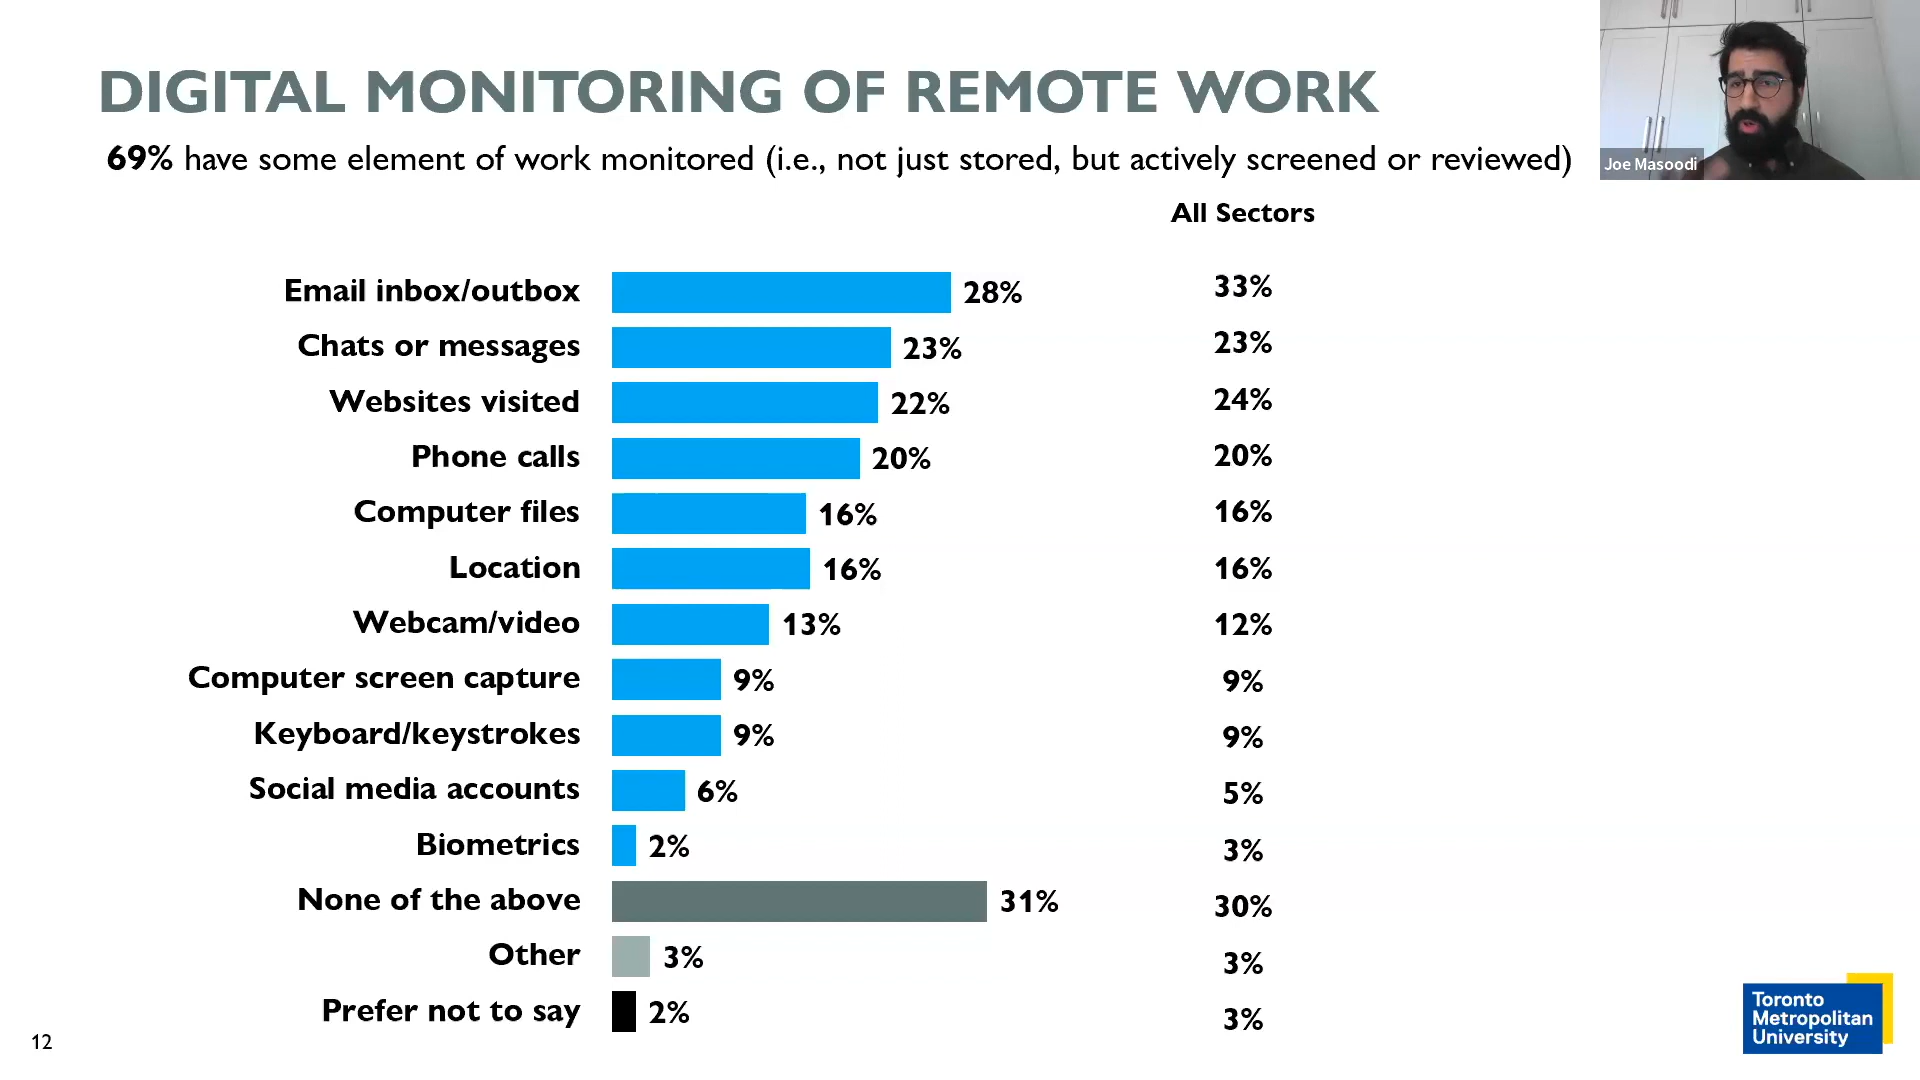 DIGITAL MONITORING OF REMOTE WORK
69% have some element of work monitored (i.e., not just stored, but actively screened or reviewed)
Joe Masoodi
All Sectors
Email inbox/outbox 28% 33%
Chats or messages 23% 23%
Websites visited 22% 24%
Phone calls 20% 20%
Computer files 16% 16%
Location 16% 16%
Webcam/video 13% 12%
Computer screen capture 9% 9%
Keyboard/keystrokes 9% 9%
Social media accounts 6% 5%
Biometrics 2% 3%
None of the above 31% 30%
Other 3% 3%
Prefer not to say 2% 3%
Toronto
Metropolitan
University
12